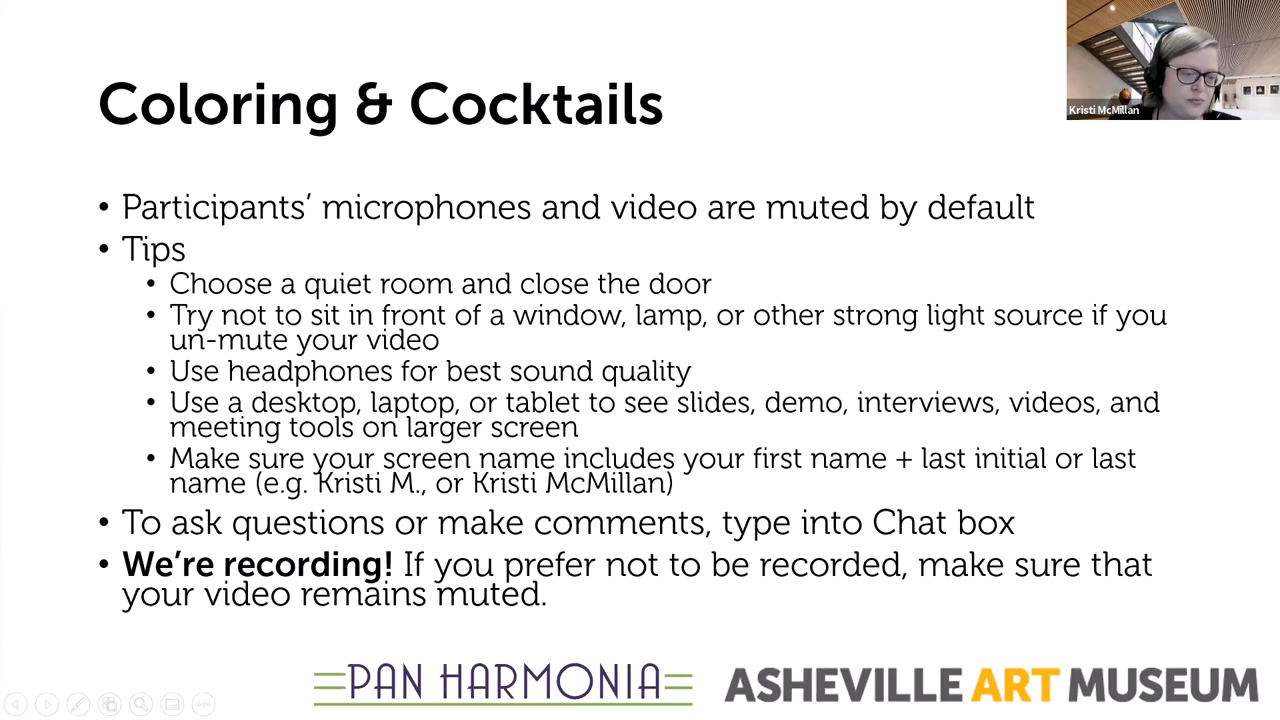 Coloring & Cocktails
Kristi McMillan
• Participants’ microphones and video are muted by default
• Tips
• Choose a quiet room and close the door
• Try not to sit in front of a window, lamp, or other strong light source if you
un-mute your video
• Use headphones for best sound quality
• Use a desktop, laptop, or tablet to see slides, demo, interviews, videos, and
meeting tools on larger screen
• Make sure your screen name includes your first name + last initial or last
name (e.g. Kristi M., or Kristi McMillan)
• To ask questions or make comments, type into Chat box
• We’re recording! If you prefer not to be recorded, make sure that
your video remains muted.
PAN HARMONIA
ASHEVILLE ART MUSEUM